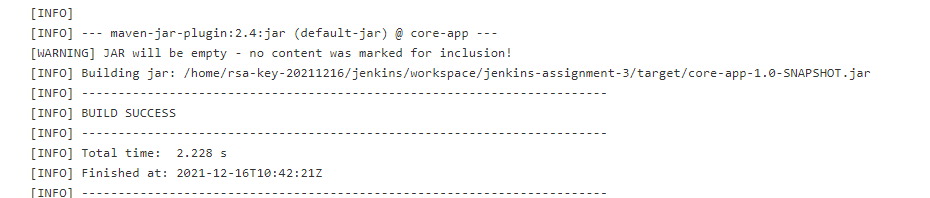 [INFO]
[INFO] --- maven-jar-plugin:2.4:jar (default-jar) @ core-app ---
[WARNING] JAR will be empty - no content was marked for inclusion!
[INFO] Building jar: /home/rsa-key-20211216/jenkins/workspace/jenkins-assignment-3/target/core-app-1.0-SNAPSHOT.jar
[INFO] ------------------------------------------------------------------------
[INFO] BUILD SUCCESS
[INFO] ------------------------------------------------------------------------
[INFO] Total time:  2.228 s
[INFO] Finished at: 2021-12-16T10:42:21Z
[INFO] ------------------------------------------------------------------------